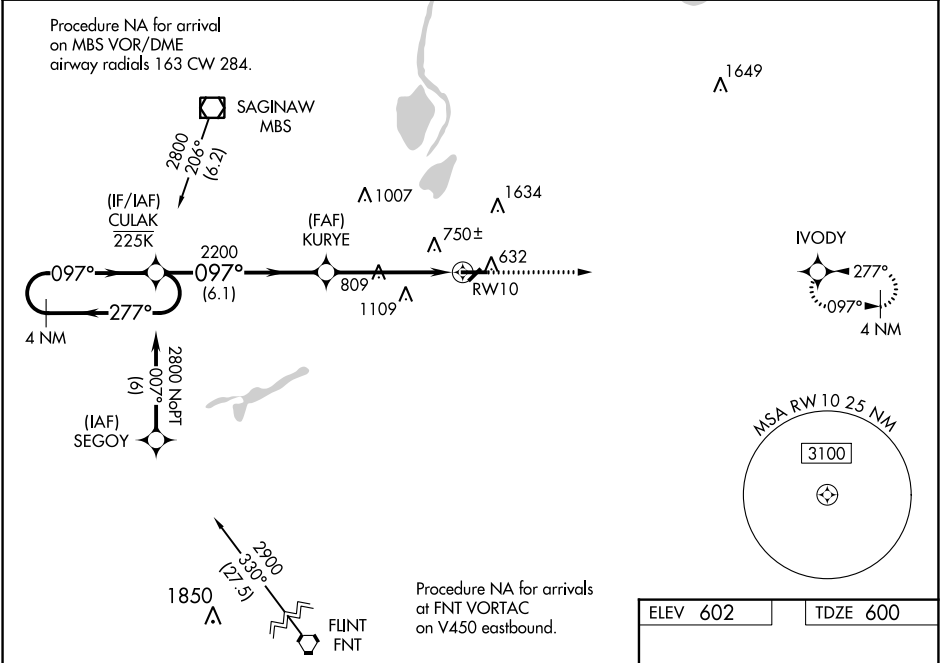 Procedure NA for arrival
on MBS VOR/DME
airway radials 163 CW 284.
1649
SAGINAW
MBS
2800
206°
(6.2)
(IF/IAF)
CULAK
225K
1007
1634
(FAF)
KURYE
750±
IVODY
2200
097°
097°
(6.1)
632
277°
809
RW10
1109
277°
097°
4 NM
4 NM
2800 NoPT
007°
(6)
(IAF)
SEGOY
MSA RW 10 25 NM
3100
2900
330°
(27.5)
1850
FLINT
FNT
Procedure NA for arrivals
at FNT VORTAC
on V450 eastbound.
ELEV 602
TDZE 600